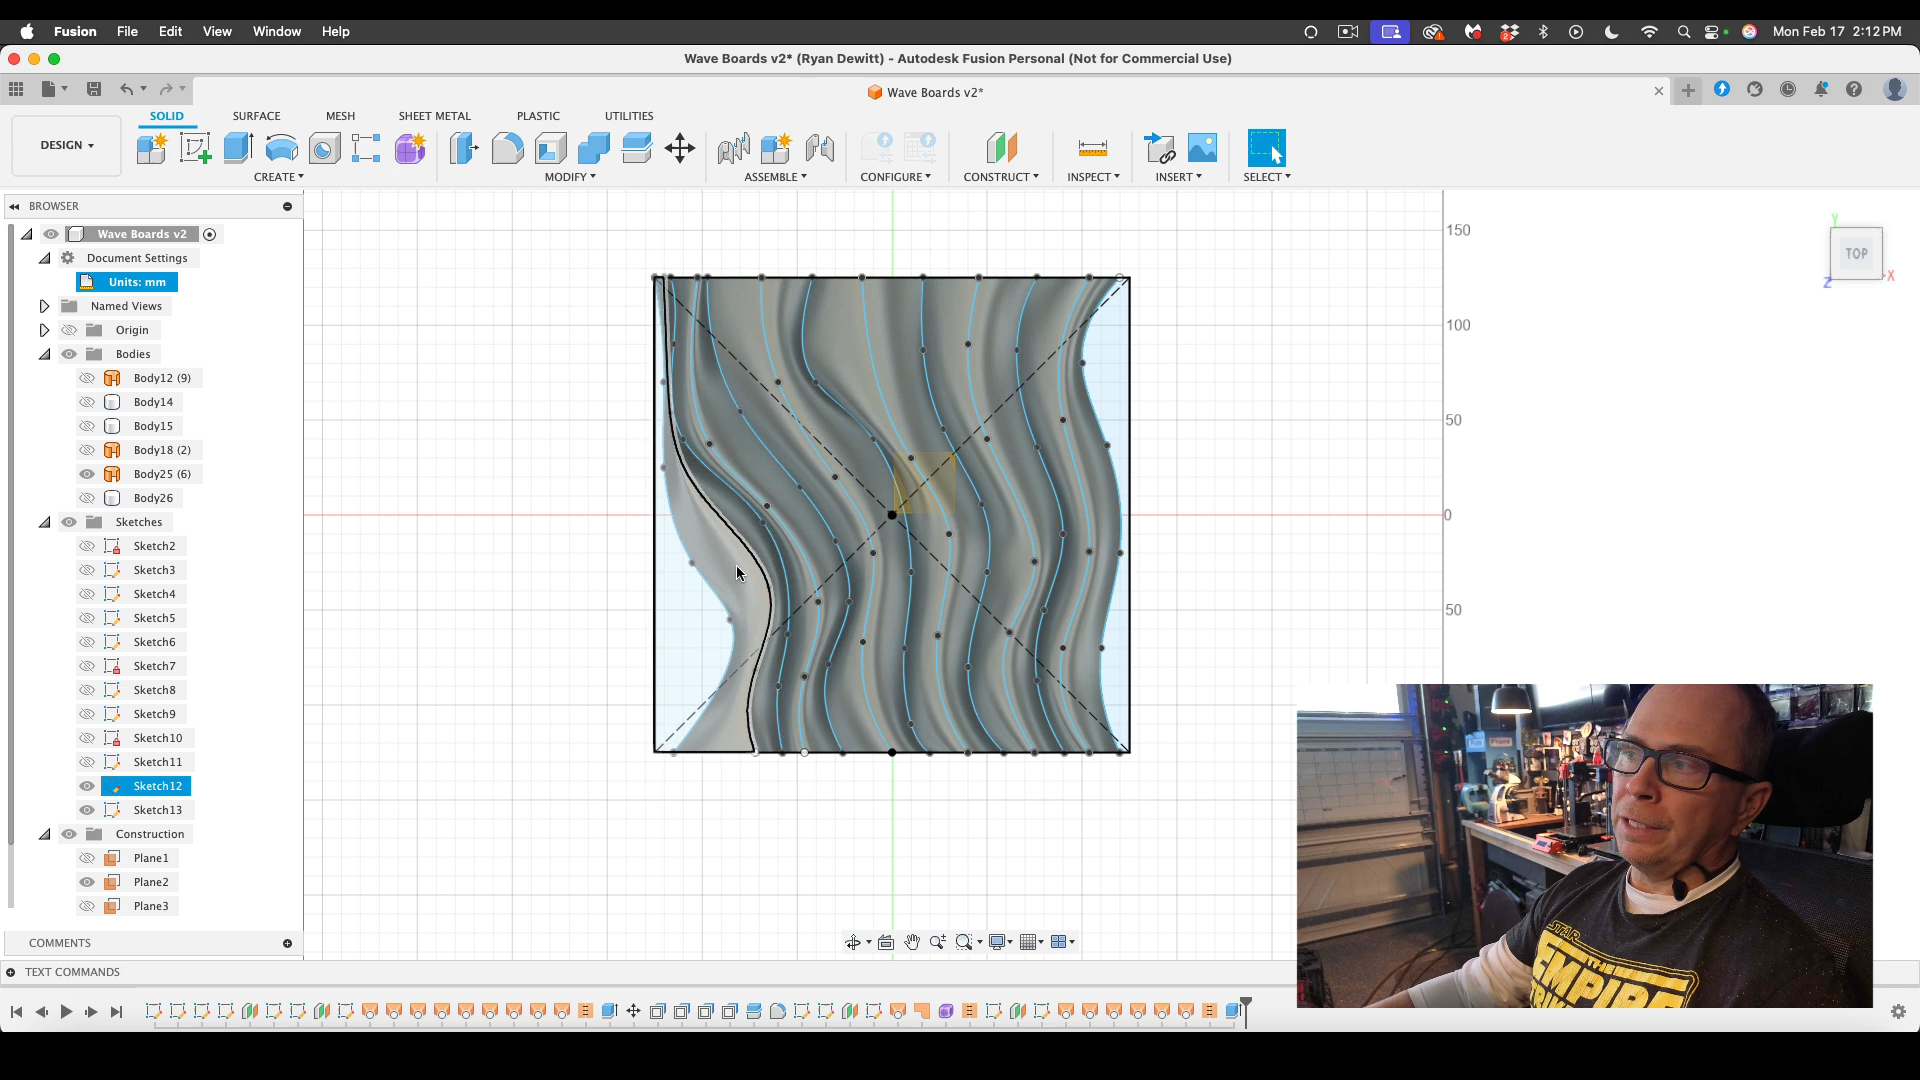 Fusion File Edit View Window Help
Mon Feb 17 2:12 PM
Wave Boards v2* (Ryan Dewitt) - Autodesk Fusion Personal (Not for Commercial Use)
Wave Boards v2*
SOLID SURFACE MESH SHEET METAL PLASTIC UTILITIES
DESIGN
CREATE MODIFY ASSEMBLE CONFIGURE CONSTRUCT INSPECT INSERT SELECT
BROWSER
Wave Boards v2
Document Settings
Units: mm
Named Views
Origin
Bodies
Body12 (9)
Body14
Body15
Body18 (2)
Body25 (6)
Body26
Sketches
Sketch2
Sketch3
Sketch4
Sketch5
Sketch6
Sketch7
Sketch8
Sketch9
Sketch10
Sketch11
Sketch12
Sketch13
Construction
Plane1
Plane2
Plane3
150
100
50
0
50
Y
TOP
X
Z
COMMENTS
TEXT COMMANDS
STAR
THE
EMPIRE